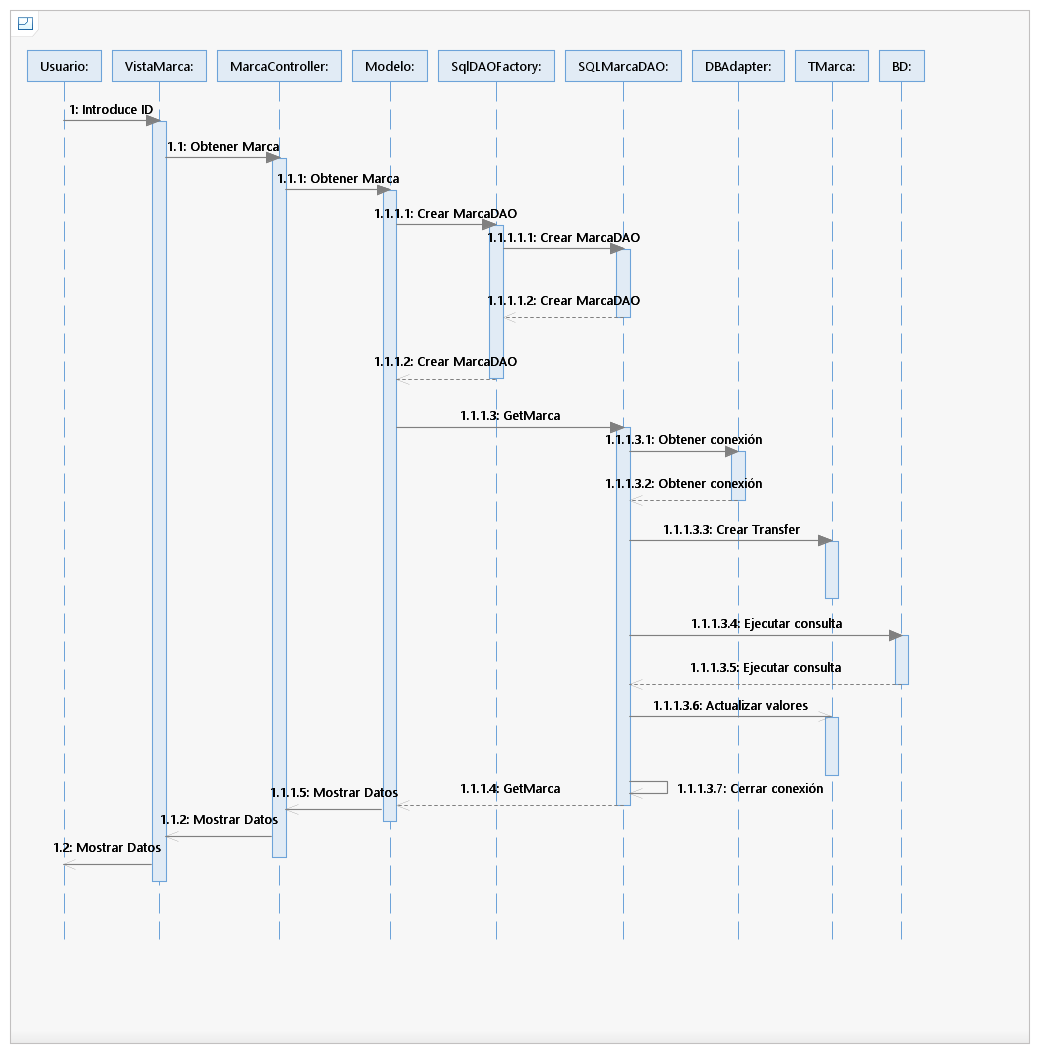 Usuario:
VistaMarca:
MarcaController:
Modelo:
SqlDAOFactory:
SQLMarcaDAO:
DBAdapter:
TMarca:
BD:
1: Introduce ID
1.1: Obtener Marca
1.1.1: Obtener Marca
1.1.1.1: Crear MarcaDAO
1.1.1.1.1: Crear MarcaDAO
1.1.1.1.2: Crear MarcaDAO
1.1.1.2: Crear MarcaDAO
1.1.1.3: GetMarca
1.1.1.3.1: Obtener conexión
1.1.1.3.2: Obtener conexión
1.1.1.3.3: Crear Transfer
1.1.1.3.4: Ejecutar consulta
1.1.1.3.5: Ejecutar consulta
1.1.1.3.6: Actualizar valores
1.1.1.3.7: Cerrar conexión
1.1.1.4: GetMarca
1.1.1.5: Mostrar Datos
1.1.2: Mostrar Datos
1.2: Mostrar Datos